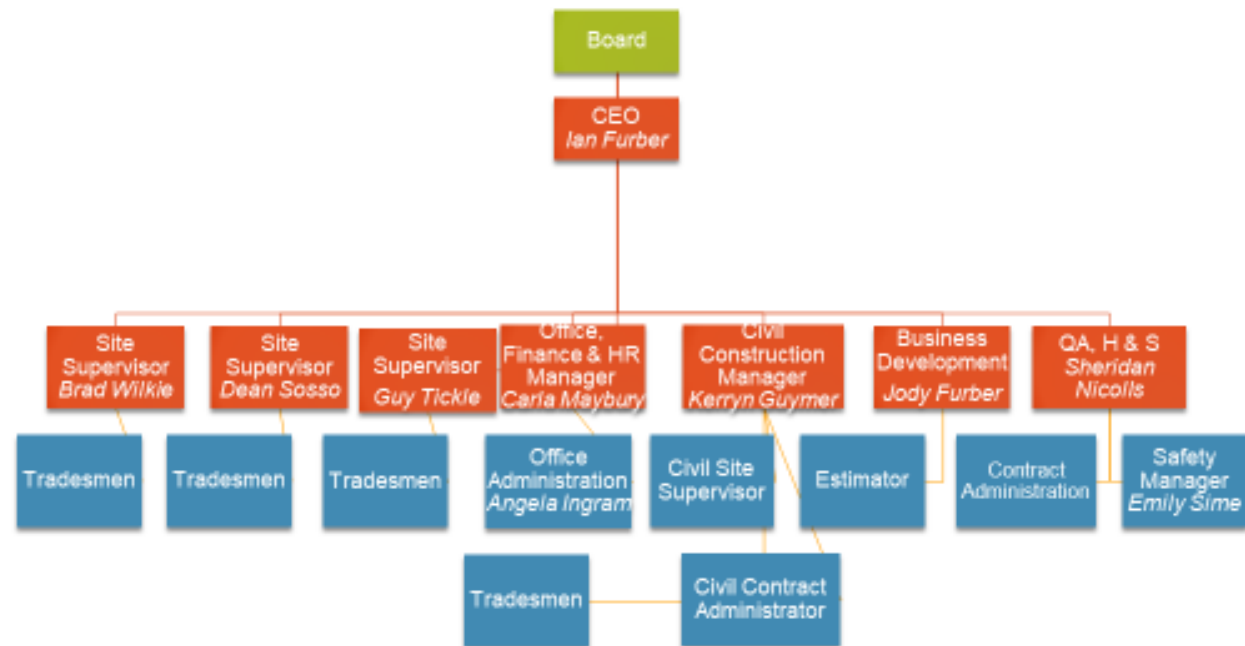 Board
CEO
Ian Furber
Site
Supervisor
Brad Wilkie
Site
Supervisor
Dean Sosso
Site
Supervisor
Guy Tickle
Office,
Finance & HR
Manager
Carla Maybury
Civil
Construction
Manager
Kerryn Guymer
Business
Development
Jody Furber
QA, H & S
Sheridan
Nicolls
Tradesmen
Tradesmen
Tradesmen
Office
Administration
Angela Ingram
Civil Site
Supervisor
Estimator
Contract
Administration
Safety
Manager
Emily Sime
Tradesmen
Civil Contract
Administrator